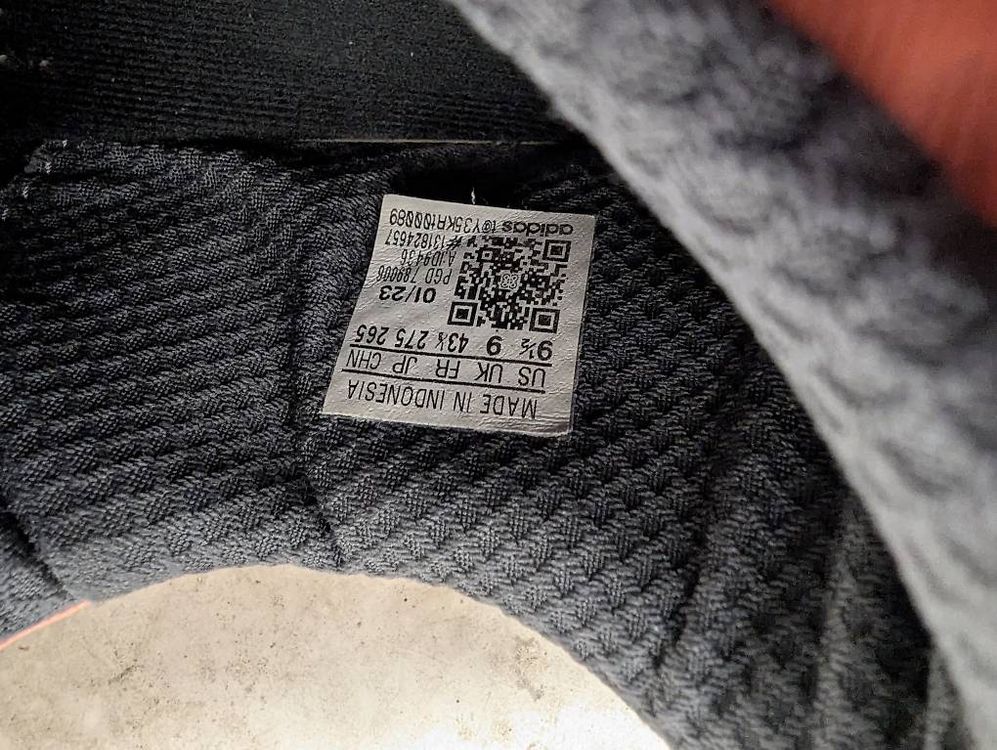 MADE IN INDONESIA
US UK FR JP CHN
9½ 9 43⅓ 275 265
01/23
PGD 789006
#131824657
adidas